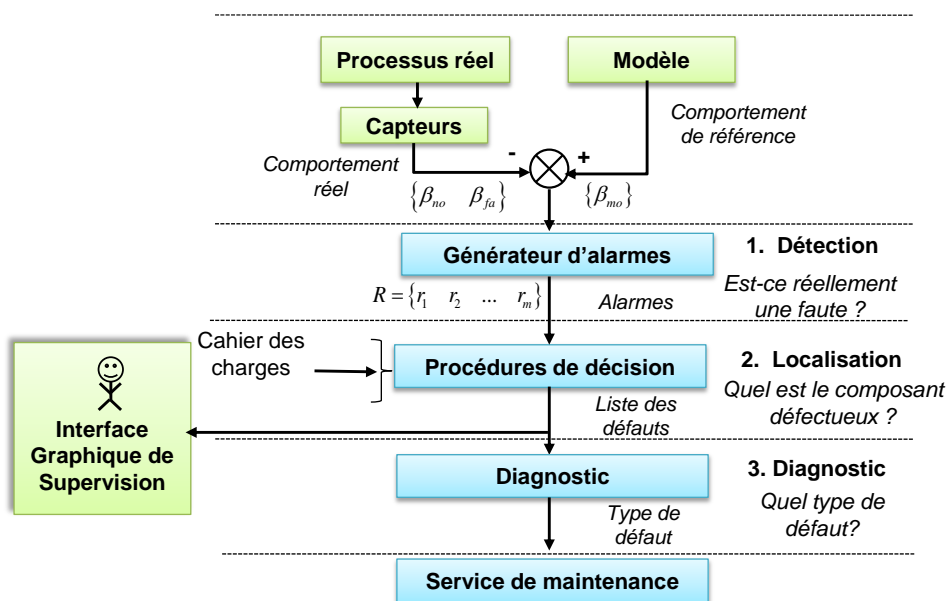 Processus réel
Modèle
Capteurs
Comportement
de référence
Comportement
réel
-
+
{β_no β_fa}
{β_mo}
Générateur d'alarmes
1. Détection
R = {r_1 r_2 ... r_m}
Alarmes
Est-ce réellement
une faute ?
Cahier des
charges
Procédures de décision
2. Localisation
Quel est le composant
défectueux ?
Liste des
défauts
Interface
Graphique de
Supervision
Diagnostic
3. Diagnostic
Quel type de
défaut?
Type de
défaut
Service de maintenance